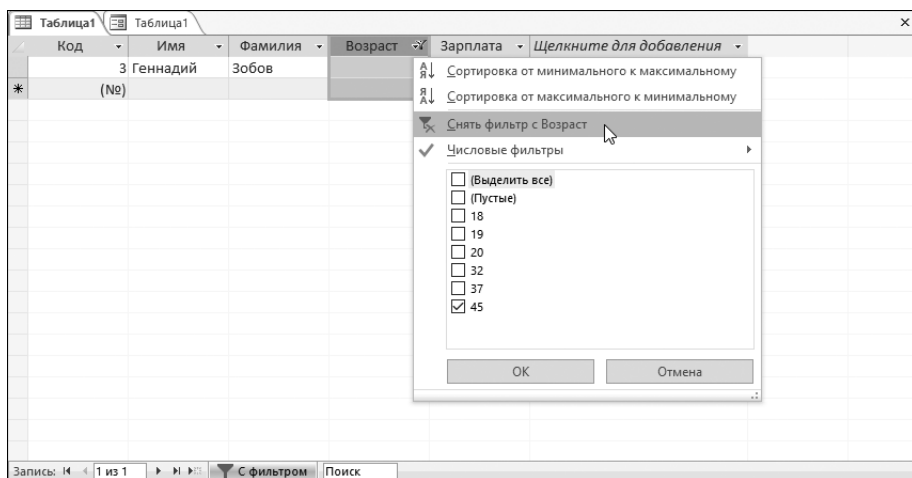 Таблица1 Таблица1
Код Имя Фамилия Возраст Зарплата Щелкните для добавления
3 Геннадий Зобов
(№)
Сортировка от минимального к максимальному
Сортировка от максимального к минимальному
Снять фильтр с Возраст
Числовые фильтры
(Выделить все)
(Пустые)
18
19
20
32
37
45
ОК Отмена
Запись: 1 из 1 С фильтром Поиск